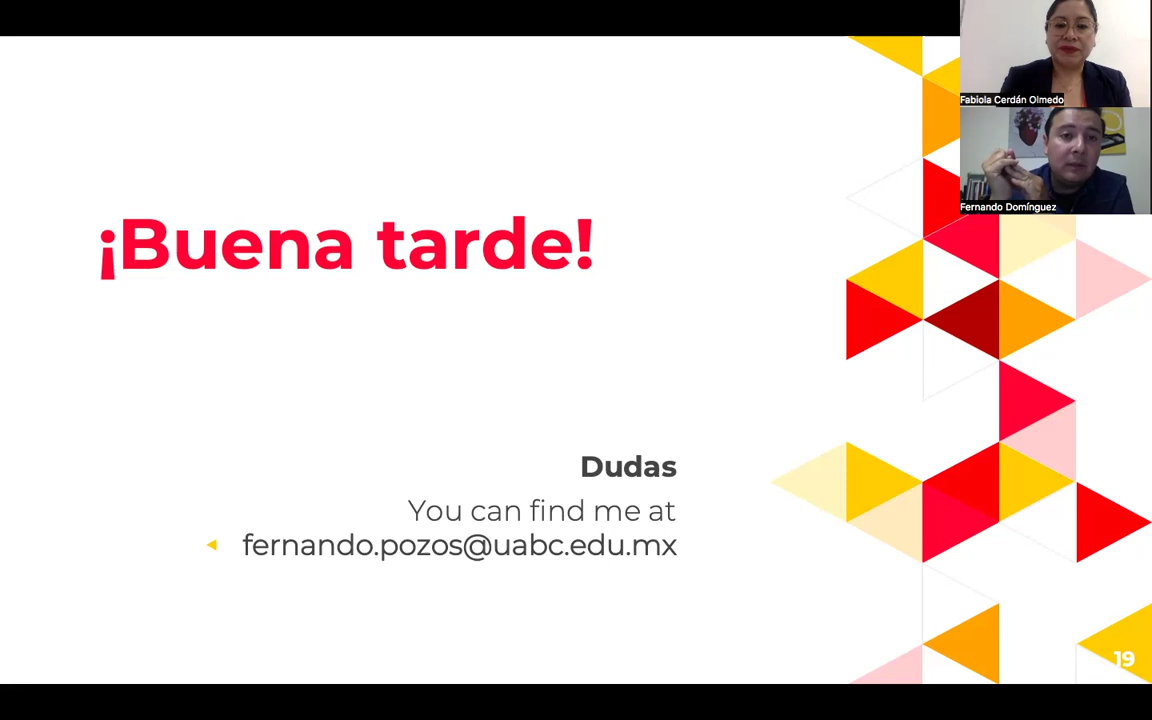 Fabiola Cerdán Olmedo
Fernando Domínguez
¡Buena tarde!
Dudas
You can find me at
fernando.pozos@uabc.edu.mx
19